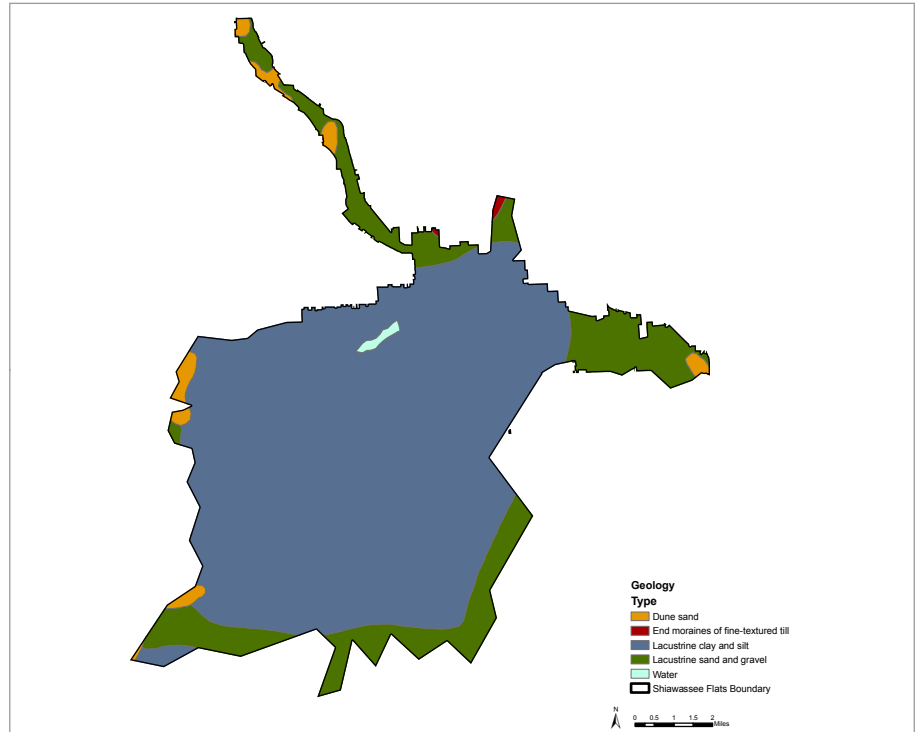 Geology
Type
Dune sand
End moraines of fine-textured till
Lacustrine clay and silt
Lacustrine sand and gravel
Water
Shiawassee Flats Boundary
N
0 0.5 1 1.5 2
Miles